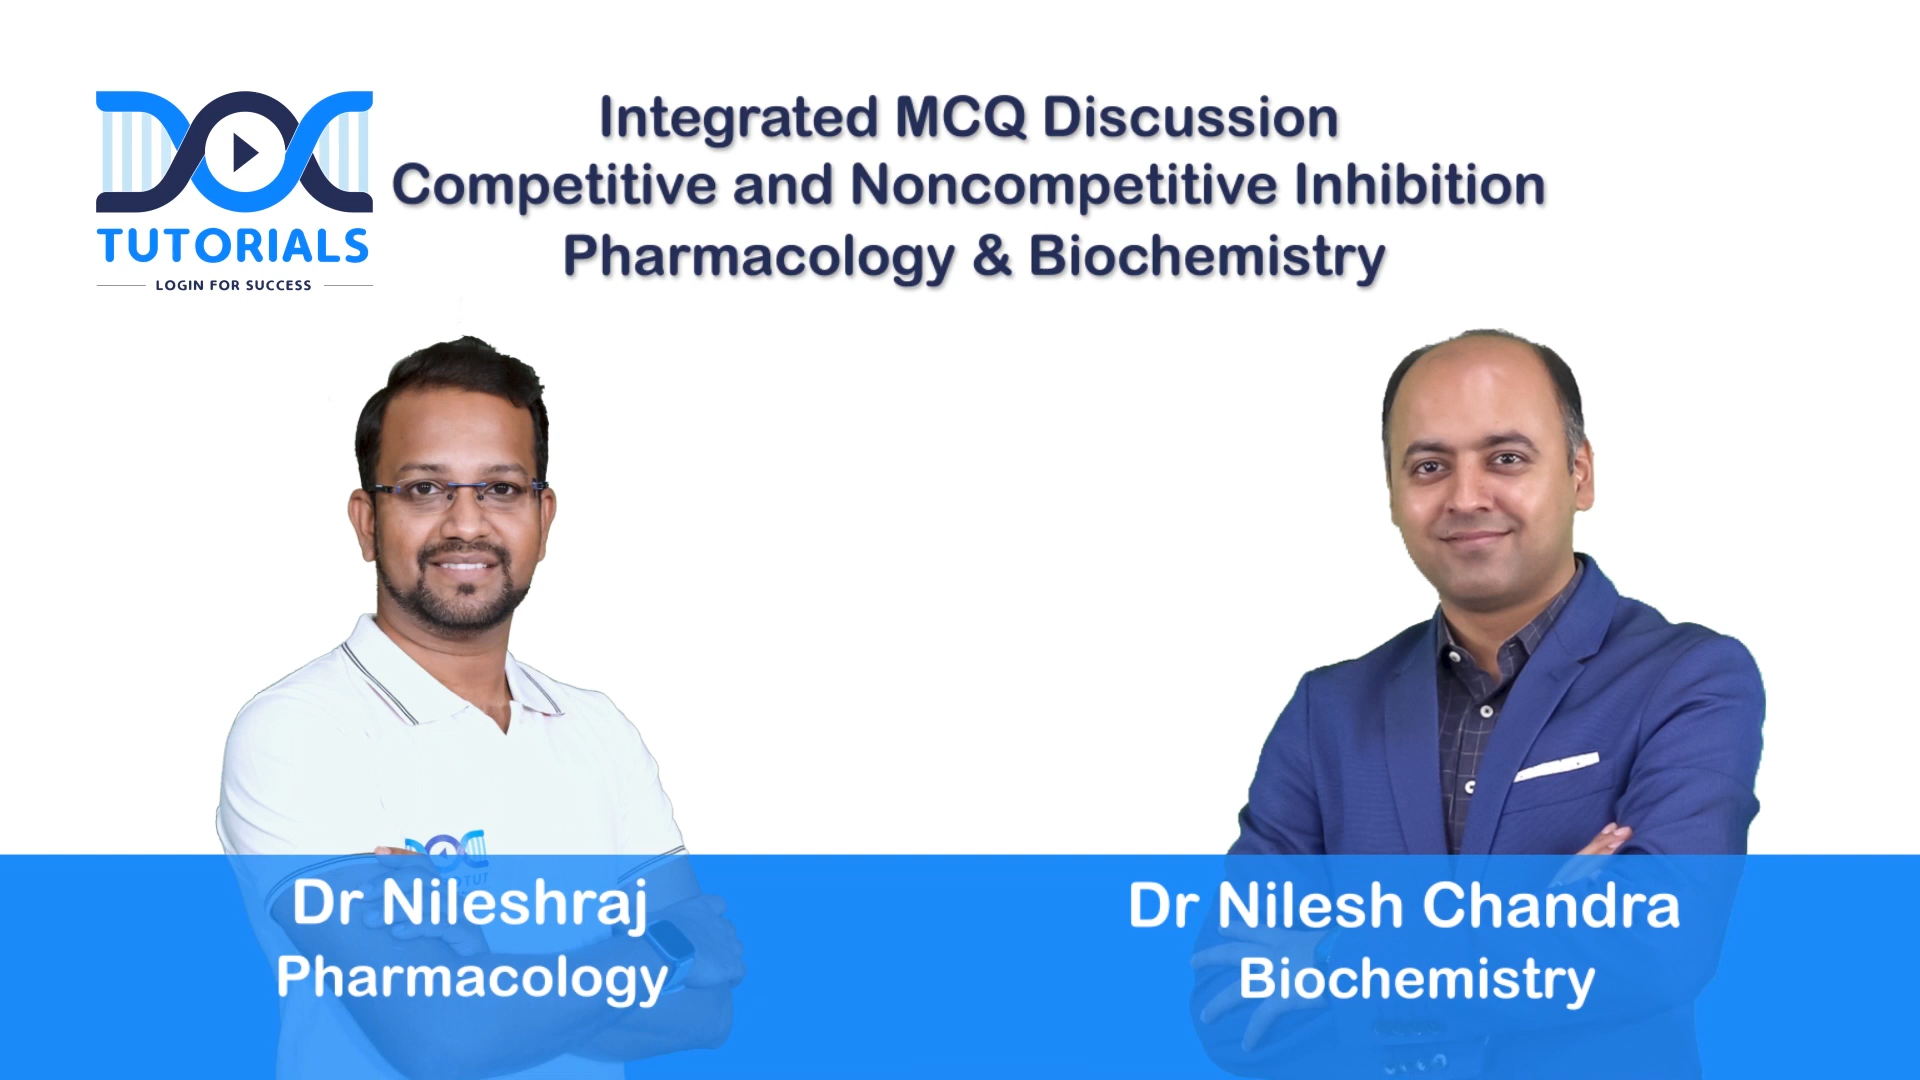 DOC
TUTORIALS
LOGIN FOR SUCCESS
Integrated MCQ Discussion
Competitive and Noncompetitive Inhibition
Pharmacology & Biochemistry
Dr Nileshraj
Pharmacology
Dr Nilesh Chandra
Biochemistry